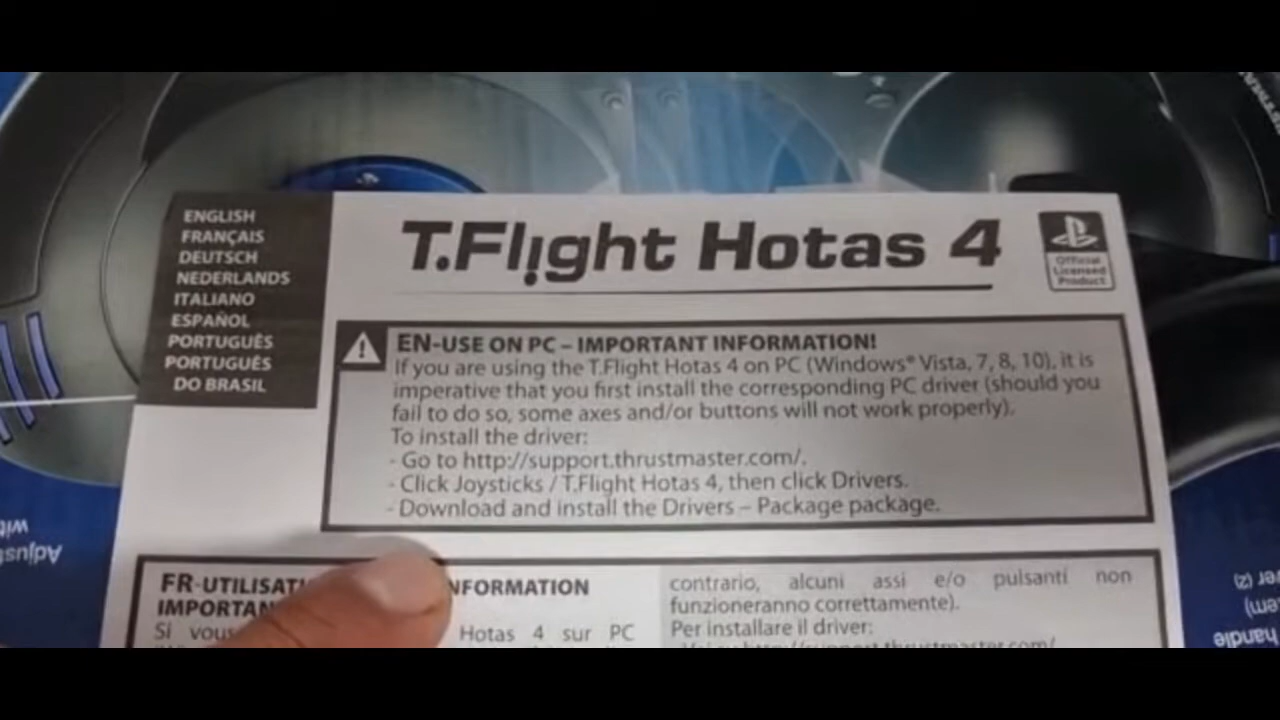 ENGLISH
FRANÇAIS
DEUTSCH
NEDERLANDS
ITALIANO
ESPAÑOL
PORTUGUÊS
PORTUGUÊS
DO BRASIL
T.Flight Hotas 4
Official
Licensed
Product
EN-USE ON PC – IMPORTANT INFORMATION!
If you are using the T.Flight Hotas 4 on PC (Windows® Vista, 7, 8, 10), it is
imperative that you first install the corresponding PC driver (should you
fail to do so, some axes and/or buttons will not work properly).
To install the driver:
- Go to http://support.thrustmaster.com/.
- Click Joysticks / T.Flight Hotas 4, then click Drivers.
- Download and install the Drivers – Package package.
FR-UTILISATI NFORMATION
IMPORTAN
Si vous Hotas 4 sur PC
contrario, alcuni assi e/o pulsanti non
funzioneranno correttamente).
Per installare il driver:
Adjus
with
handle